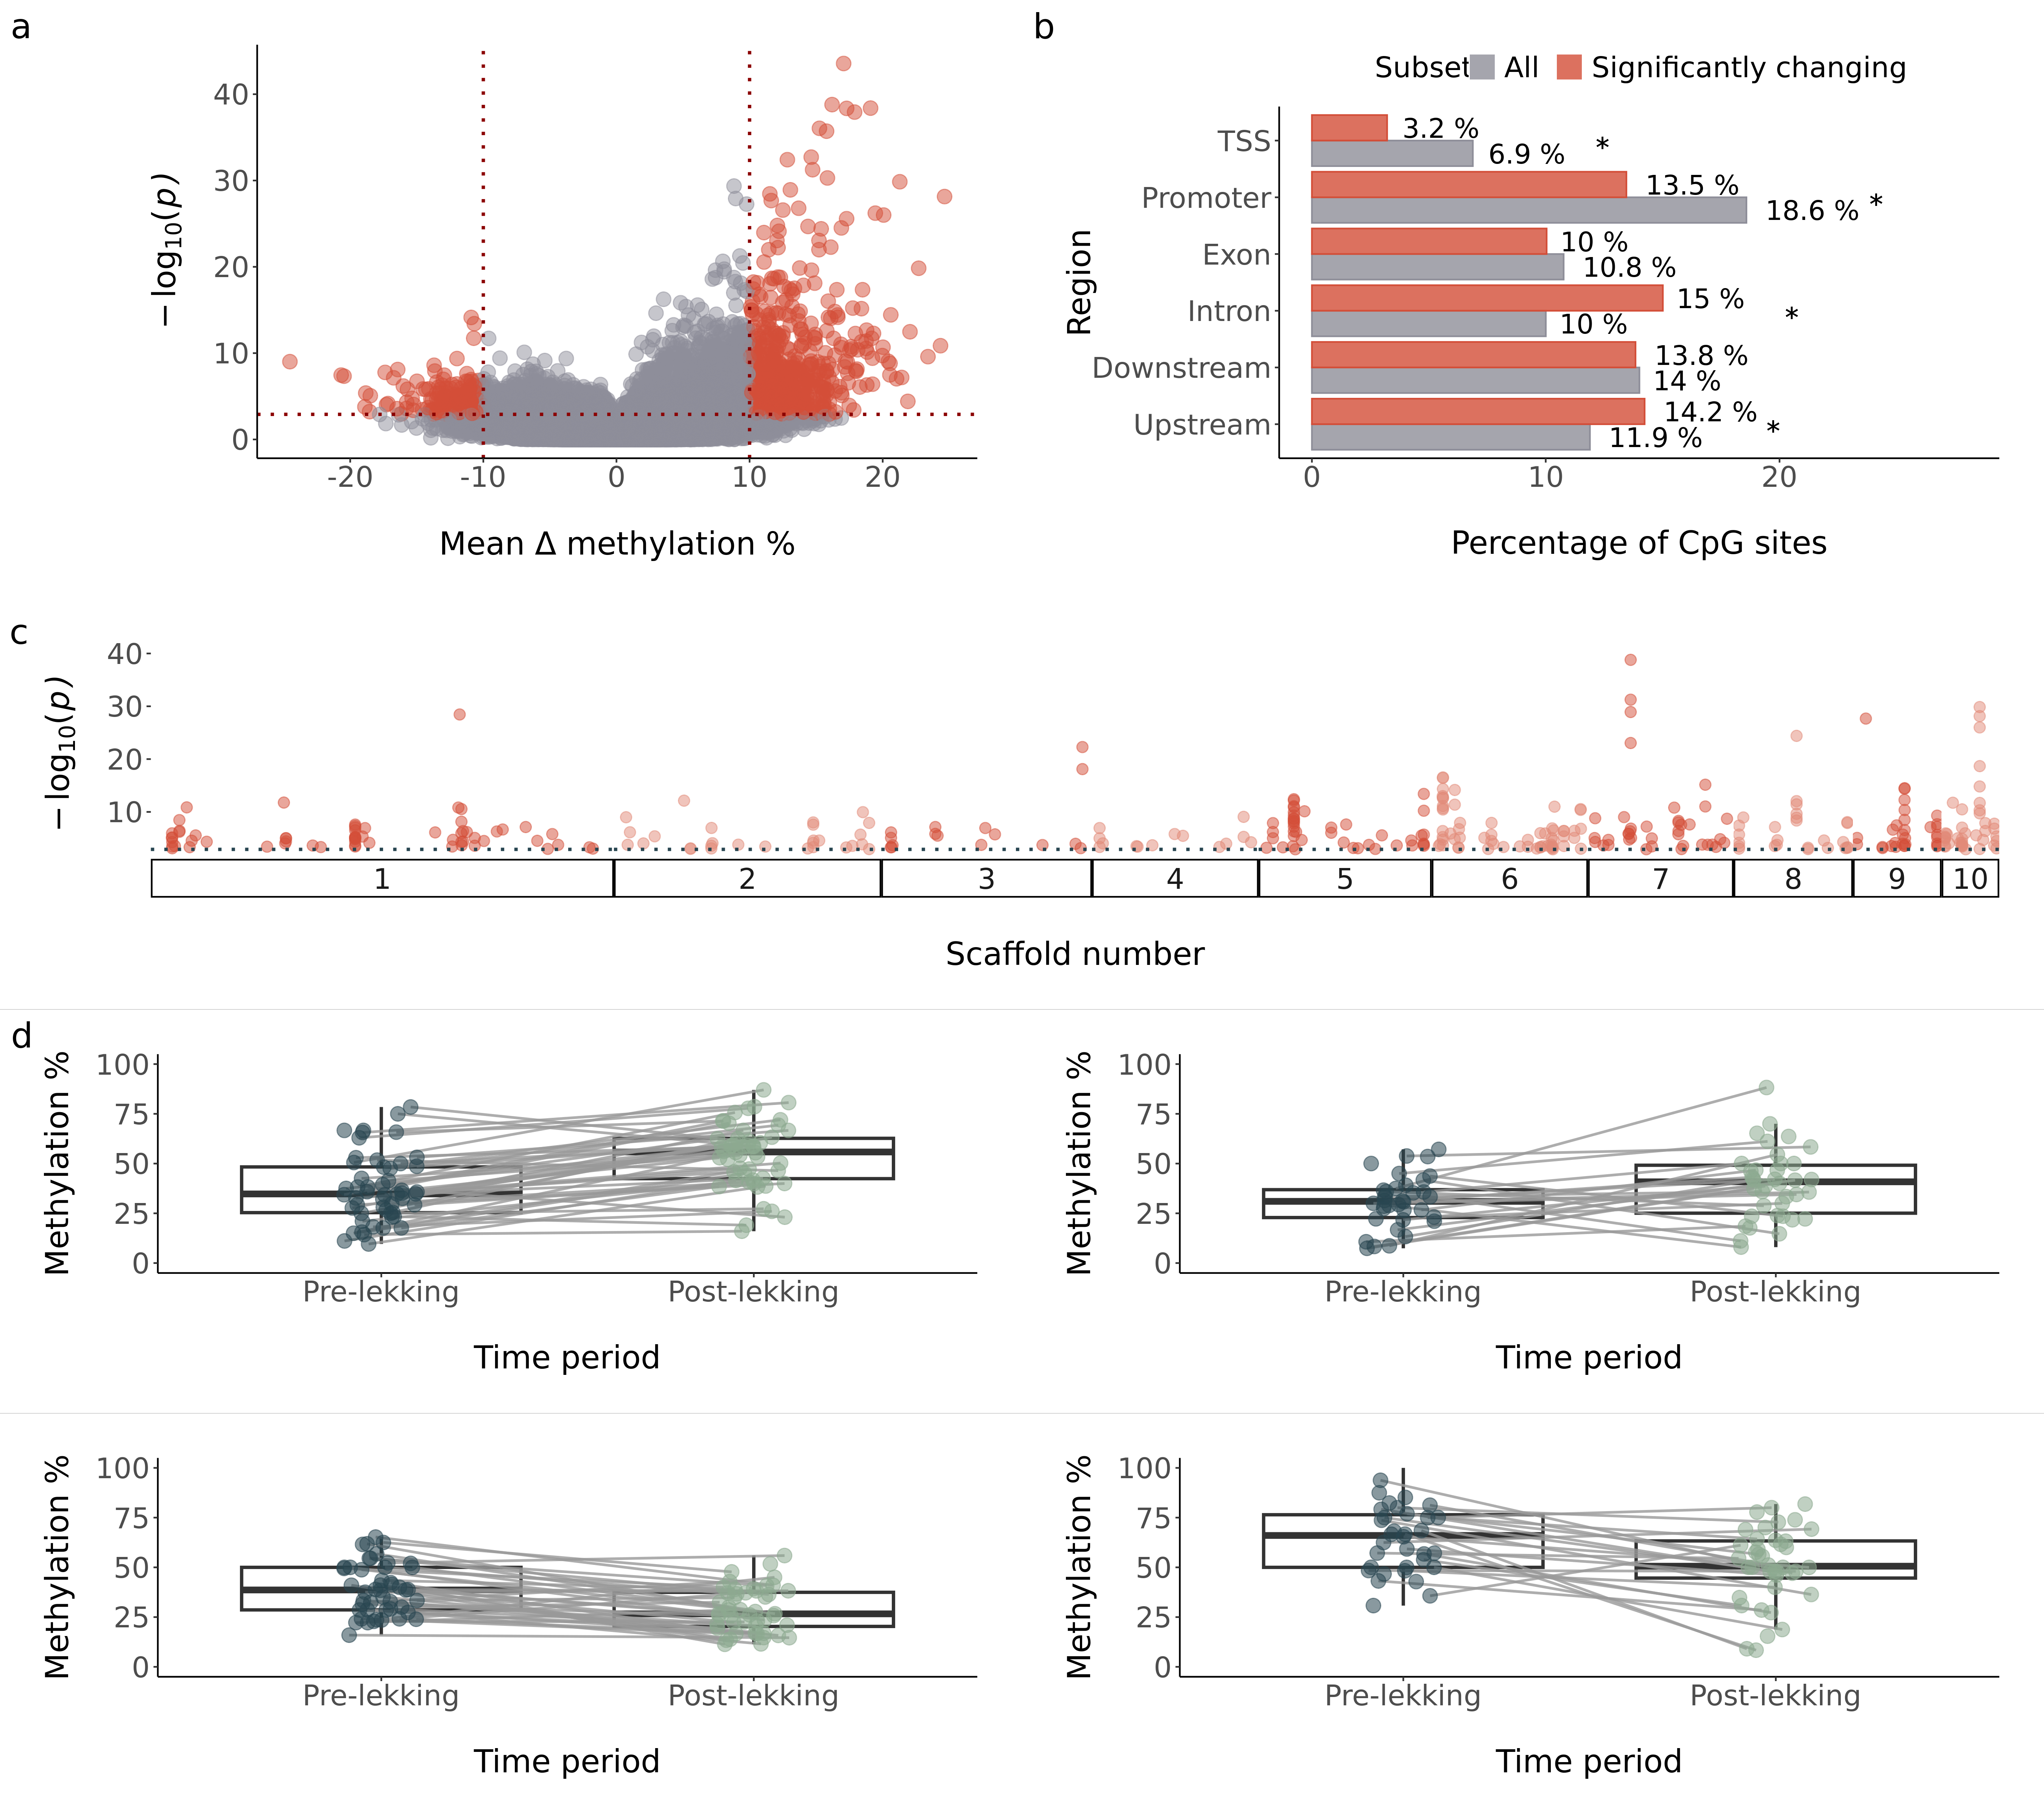 a
40
30
20
10
0
− log10(p)
-20 -10 0 10 20
Mean Δ methylation %
b
Subset All Significantly changing
TSS 3.2 %
6.9 % *
Promoter 13.5 %
18.6 % *
Exon 10 %
10.8 %
Intron 15 %
10 % *
Downstream 13.8 %
14 %
Upstream 14.2 %
11.9 % *
Region
0 10 20
Percentage of CpG sites
c
40
30
20
10
− log10(p)
1 2 3 4 5 6 7 8 9 10
Scaffold number
d
Methylation %
100
75
50
25
0
Pre-lekking Post-lekking
Time period
Methylation %
100
75
50
25
0
Pre-lekking Post-lekking
Time period
Methylation %
100
75
50
25
0
Pre-lekking Post-lekking
Time period
Methylation %
100
75
50
25
0
Pre-lekking Post-lekking
Time period